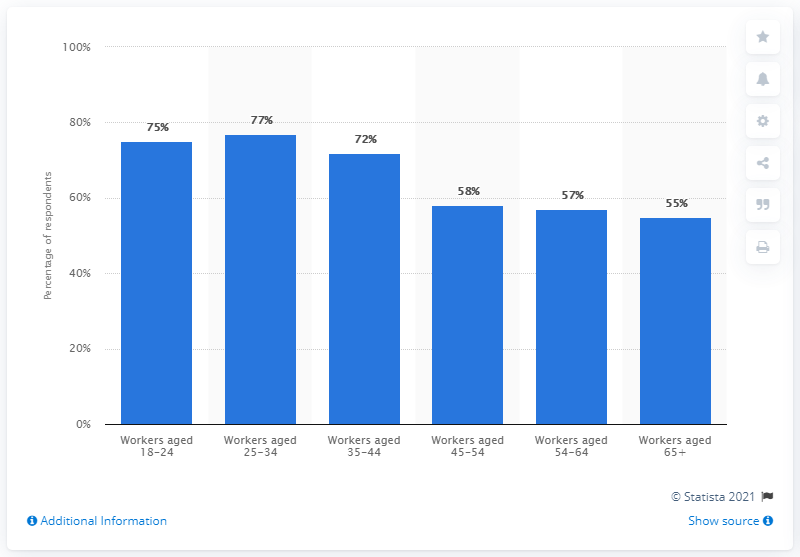 100%
80%
60%
40%
20%
0%
Percentage of respondents
75%
77%
72%
58%
57%
55%
Workers aged
18-24
Workers aged
25-34
Workers aged
35-44
Workers aged
45-54
Workers aged
54-64
Workers aged
65+
© Statista 2021
Additional Information
Show source